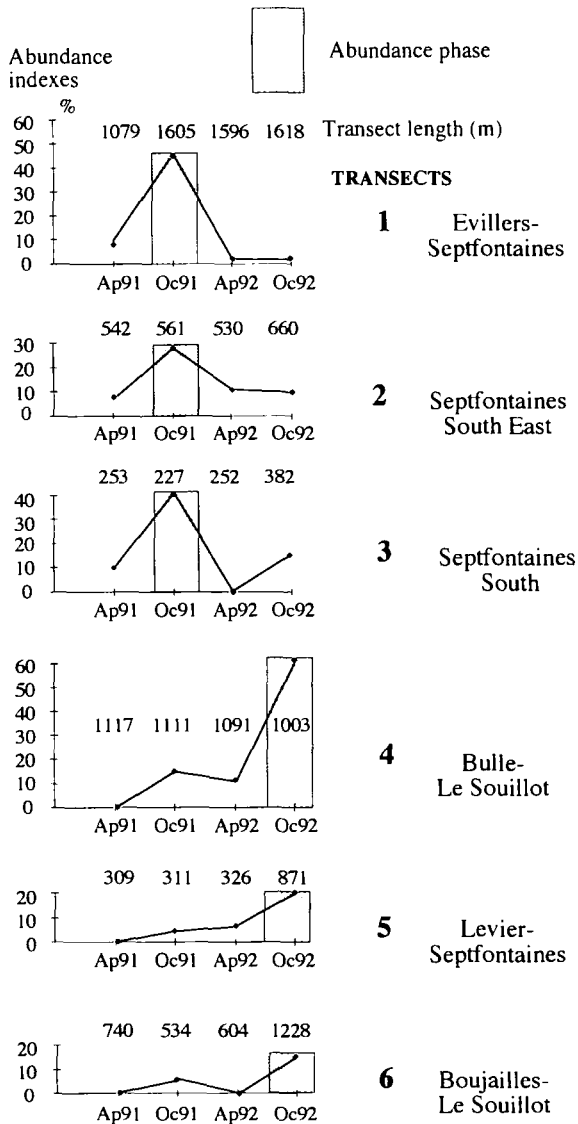 Abundance
indexes
%
Abundance phase
60
50
40
30
20
10
0
1079 1605 1596 1618 Transect length (m)
TRANSECTS
1 Evillers-
Septfontaines
Ap91 Oc91 Ap92 Oc92
542 561 530 660
30
20
10
0
2 Septfontaines
South East
Ap91 Oc91 Ap92 Oc92
253 227 252 382
40
30
20
10
0
3 Septfontaines
South
Ap91 Oc91 Ap92 Oc92
60
50
40
30
20
10
0
1117 1111 1091 1003
4 Bulle-
Le Souillot
Ap91 Oc91 Ap92 Oc92
309 311 326 871
20
10
0
5 Levier-
Septfontaines
Ap91 Oc91 Ap92 Oc92
740 534 604 1228
20
10
0
6 Boujailles-
Le Souillot
Ap91 Oc91 Ap92 Oc92